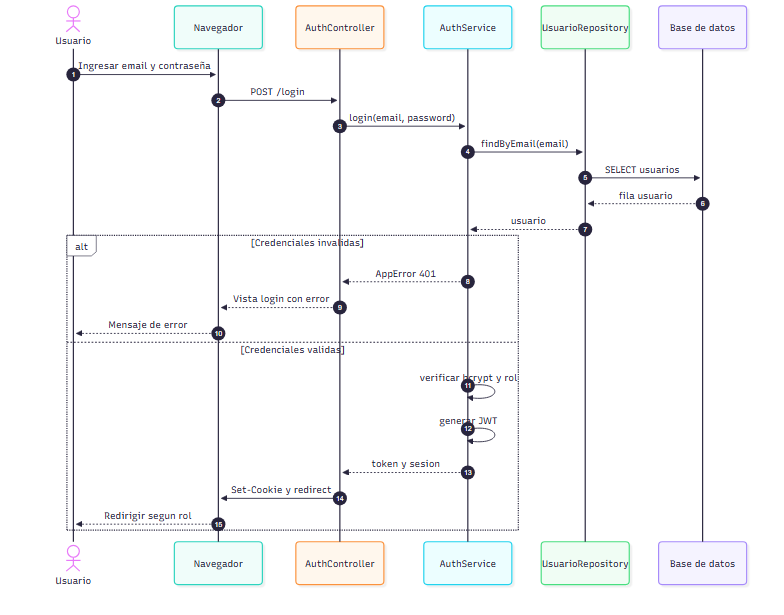 Usuario
Navegador
AuthController
AuthService
UsuarioRepository
Base de datos
1 Ingresar email y contraseña
2 POST /login
3 login(email, password)
4 findByEmail(email)
5 SELECT usuarios
6 fila usuario
7 usuario
alt
[Credenciales invalidas]
8 AppError 401
9 Vista login con error
10 Mensaje de error
[Credenciales validas]
11 verificar bcrypt y rol
12 generar JWT
13 token y sesion
14 Set-Cookie y redirect
15 Redirigir segun rol
Usuario
Navegador
AuthController
AuthService
UsuarioRepository
Base de datos